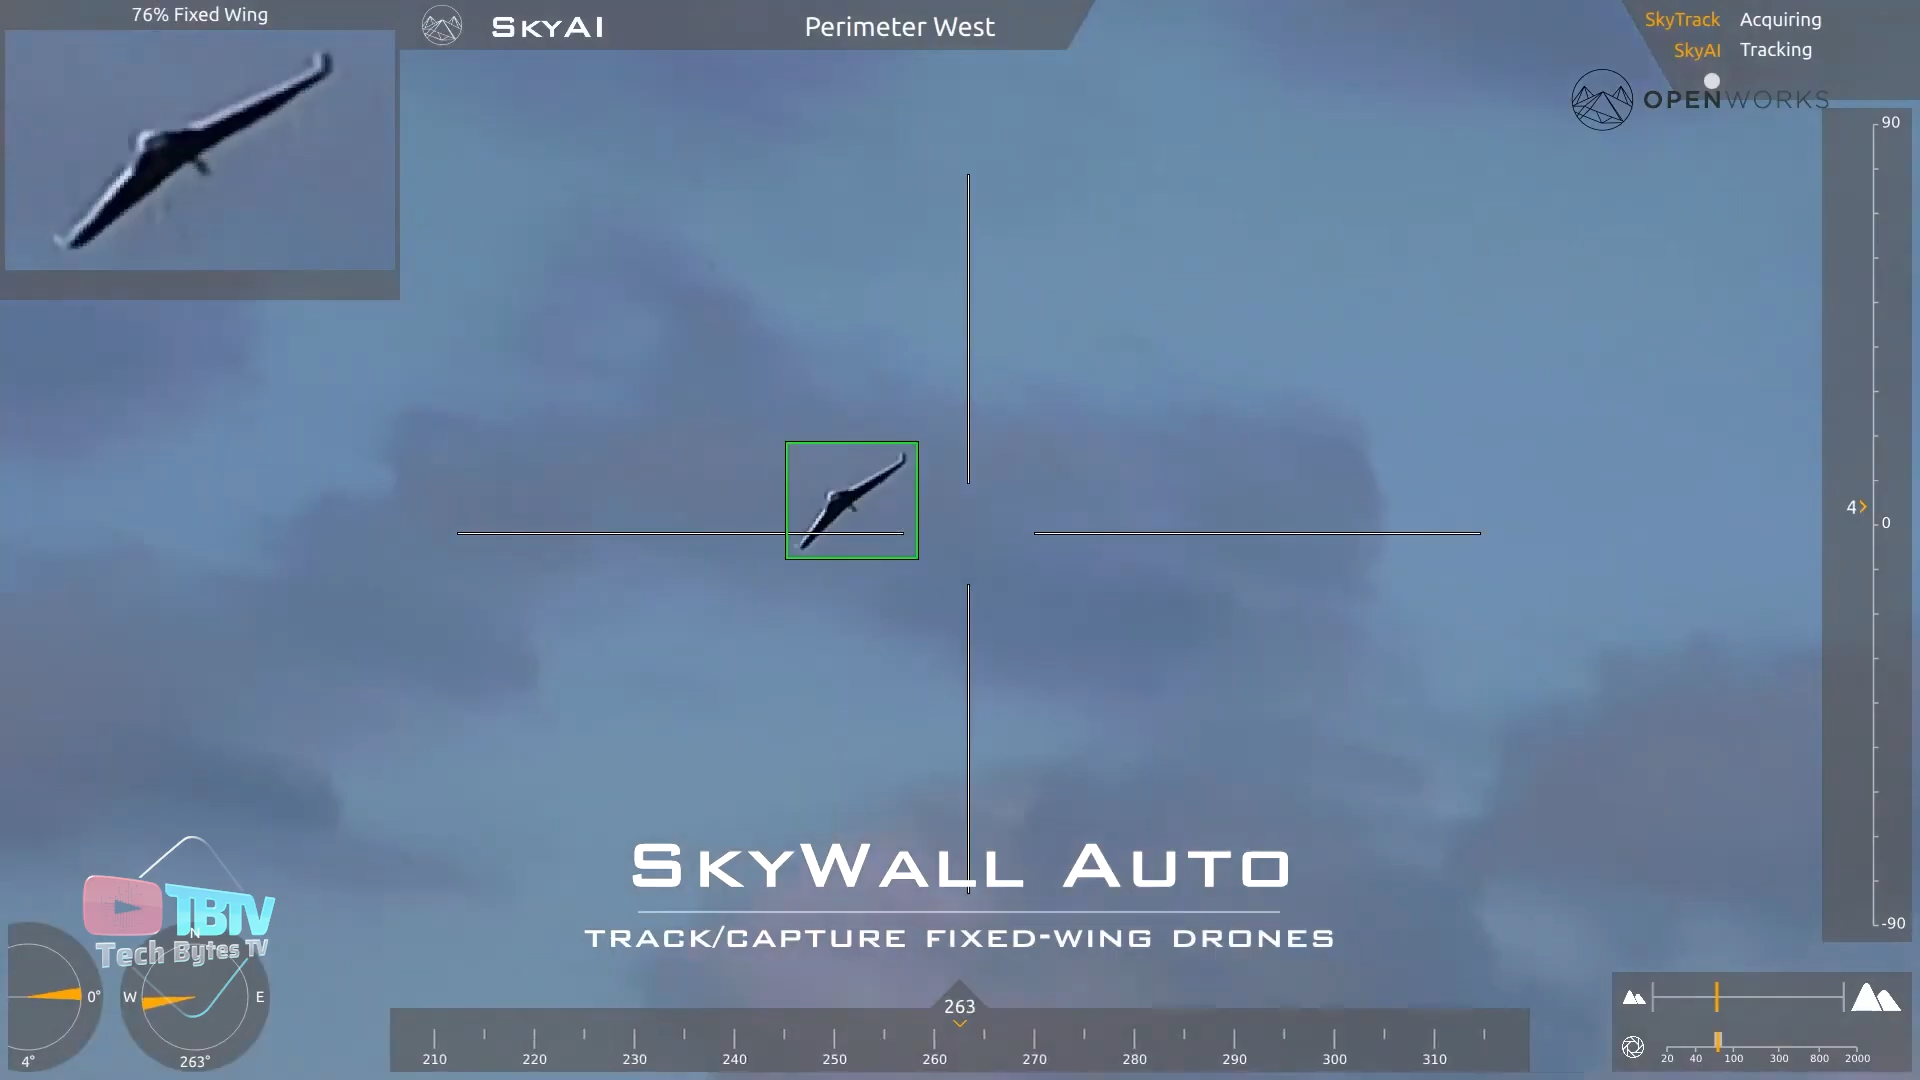 76% Fixed Wing
SKYAI
Perimeter West
SkyTrack Acquiring
SkyAI Tracking
OPENWORKS
90
4
0
-90
SKYWALL AUTO
TRACK/CAPTURE FIXED-WING DRONES
TBTV
Tech Bytes TV
N
0°
W
E
4°
263°
263
210 220 230 240 250 260 270 280 290 300 310
20 40 100 300 800 2000